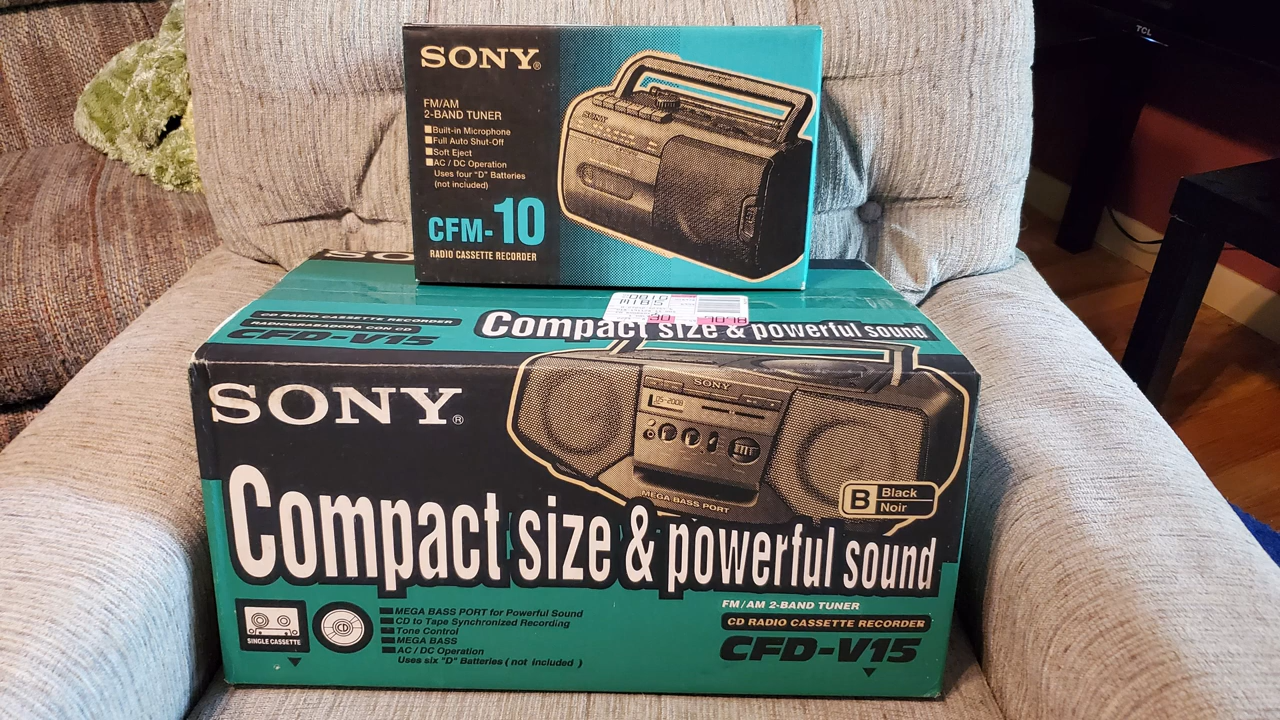 TCL
SONY®
FM/AM
2-BAND TUNER
Built-in Microphone
Full Auto Shut-Off
Soft Eject
AC / DC Operation
Uses four "D" Batteries
(not included)
CFM-10
RADIO CASSETTE RECORDER
SONY
SO
CD RADIO CASSETTE RECORDER
RADIOGRABADORA CON CD
CFD-V15
Compact size & powerful sound
SONY®
SONY
MEGA BASS PORT
B Black
Noir
Compact size & powerful sound
SINGLE CASSETTE
CD
MEGA BASS PORT for Powerful Sound
CD to Tape Synchronized Recording
Tone Control
MEGA BASS
AC / DC Operation
Uses six "D" Batteries ( not included )
FM/AM 2-BAND TUNER
CD RADIO CASSETTE RECORDER
CFD-V15